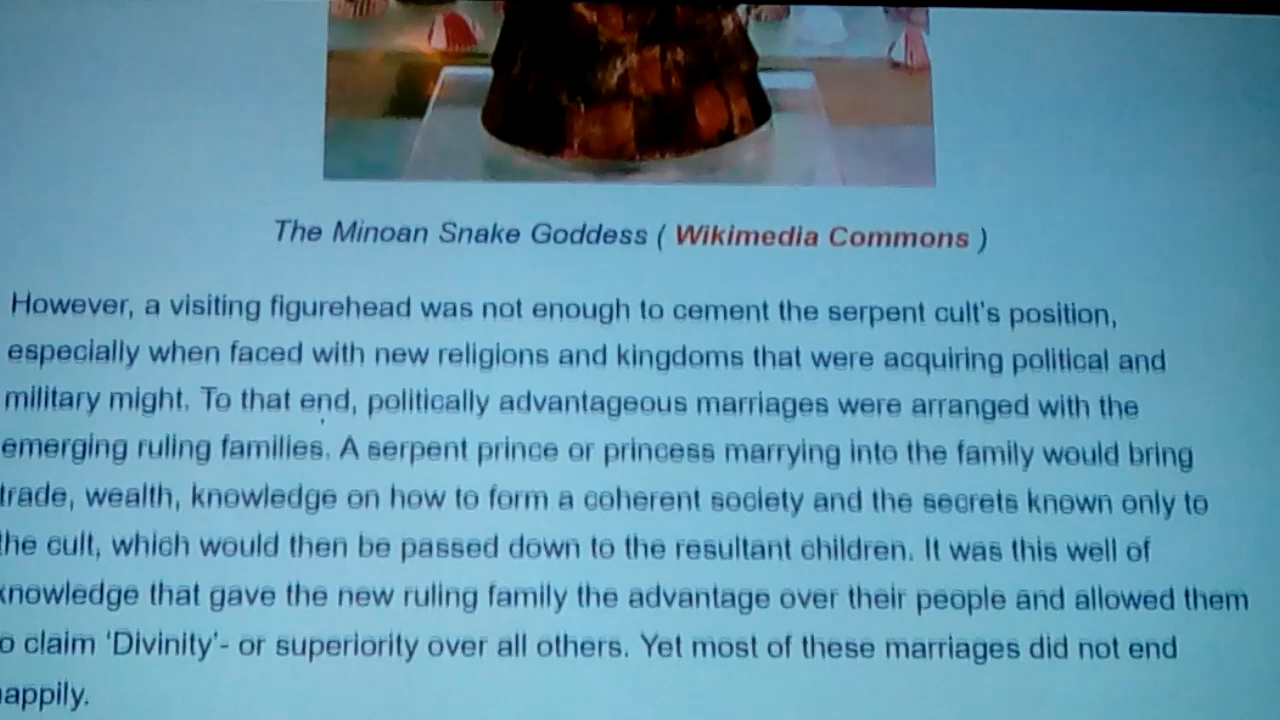 The Minoan Snake Goddess ( Wikimedia Commons )
However, a visiting figurehead was not enough to cement the serpent cult's position,
especially when faced with new religions and kingdoms that were acquiring political and
military might. To that end, politically advantageous marriages were arranged with the
emerging ruling families. A serpent prince or princess marrying into the family would bring
trade, wealth, knowledge on how to form a coherent society and the secrets known only to
the cult, which would then be passed down to the resultant children. It was this well of
knowledge that gave the new ruling family the advantage over their people and allowed them
o claim 'Divinity'- or superiority over all others. Yet most of these marriages did not end
happily.